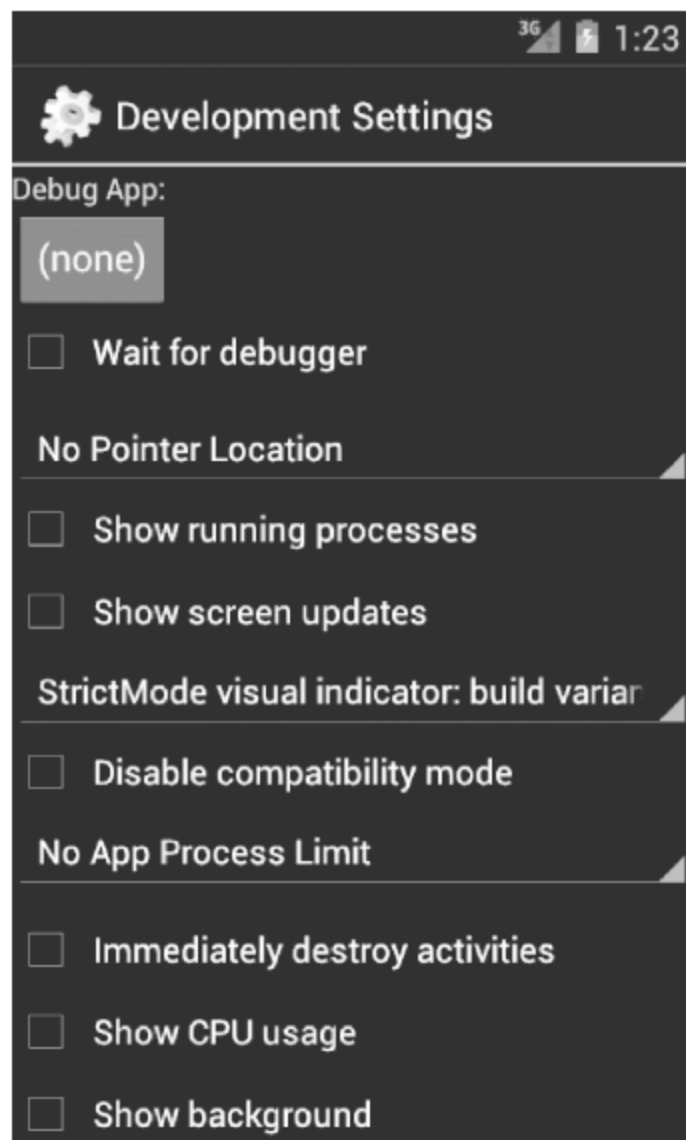 3G 1:23
Development Settings
Debug App:
(none)
Wait for debugger
No Pointer Location
Show running processes
Show screen updates
StrictMode visual indicator: build varian
Disable compatibility mode
No App Process Limit
Immediately destroy activities
Show CPU usage
Show background